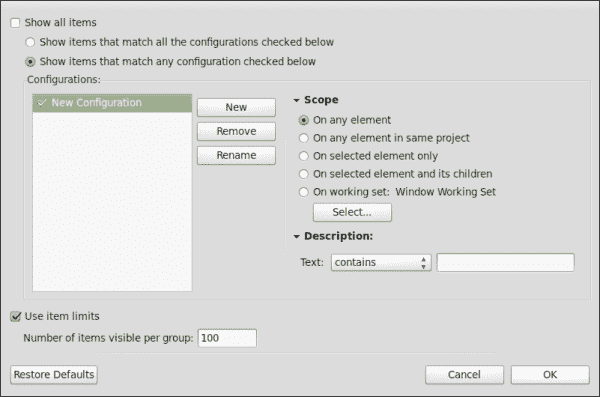 Show all items
Show items that match all the configurations checked below
Show items that match any configuration checked below
Configurations:
New Configuration
New
Remove
Rename
Scope
On any element
On any element in same project
On selected element only
On selected element and its children
On working set: Window Working Set
Select...
Description:
Text: contains
Use item limits
Number of items visible per group: 100
Restore Defaults
Cancel
OK